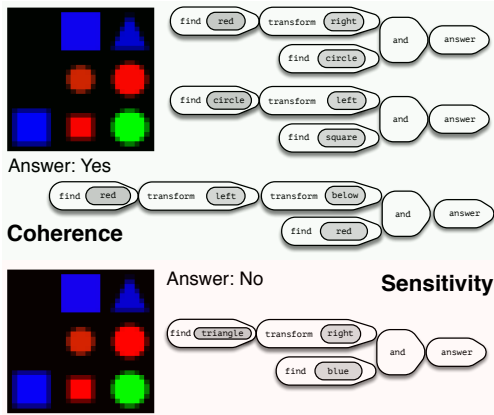 find red transform right
and answer
find circle
find circle transform left
and answer
find square
Answer: Yes
find red transform left transform below
and answer
find red
Coherence
Answer: No
Sensitivity
find triangle transform right
and answer
find blue